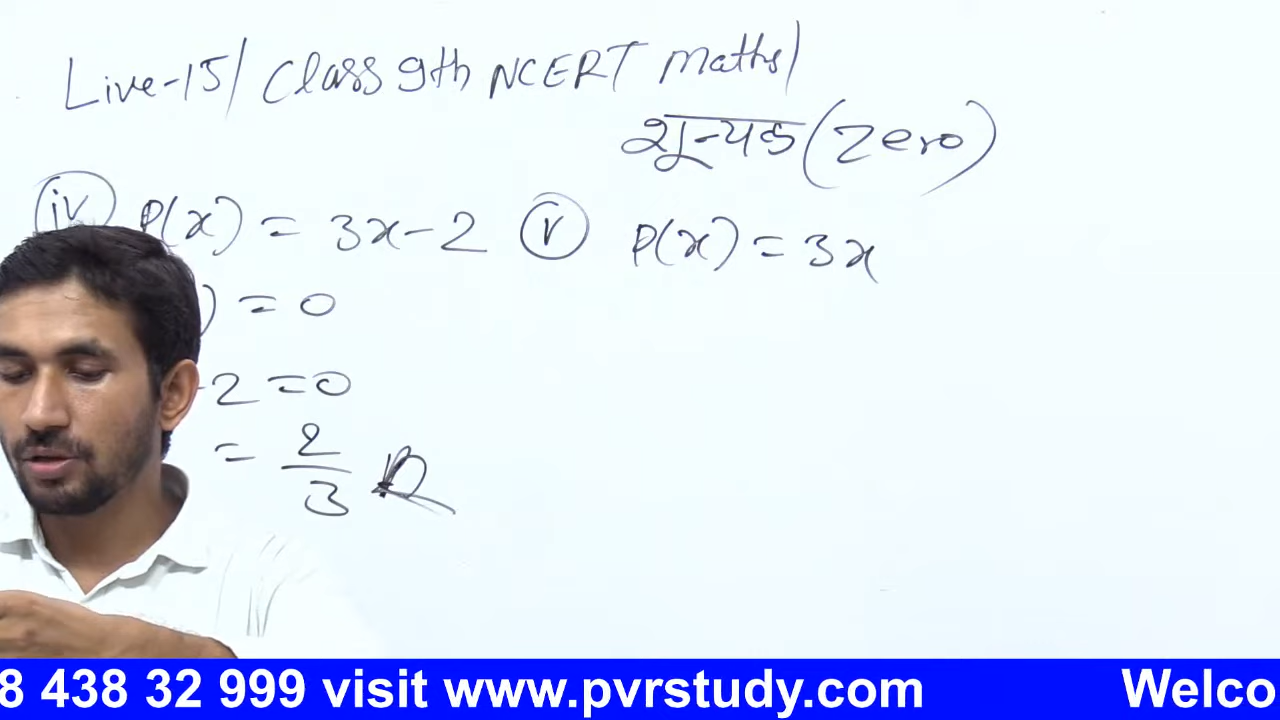 Live-15/ Class 9th NCERT Maths/
शून्यक (Zero)
iv P(x) = 3x-2
) = 0
-2 = 0
= 2/3
v P(x) = 3x
8 438 32 999 visit www.pvrstudy.com Welco